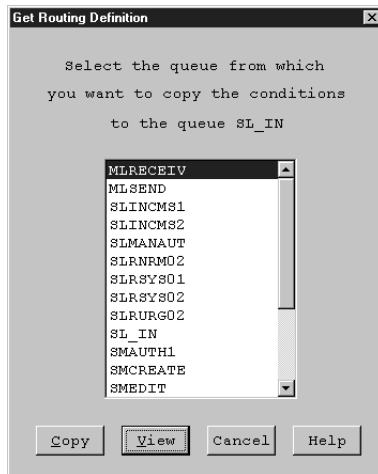 Get Routing Definition
Select the queue from which
you want to copy the conditions
to the queue SL_IN
MLRECEIV
MLSEND
SLINCMS1
SLINCMS2
SLMANAUT
SLRNRM02
SLRSYS01
SLRSYS02
SLRURG02
SL_IN
SMAUTH1
SMCREATE
SMEDIT
Copy View Cancel Help